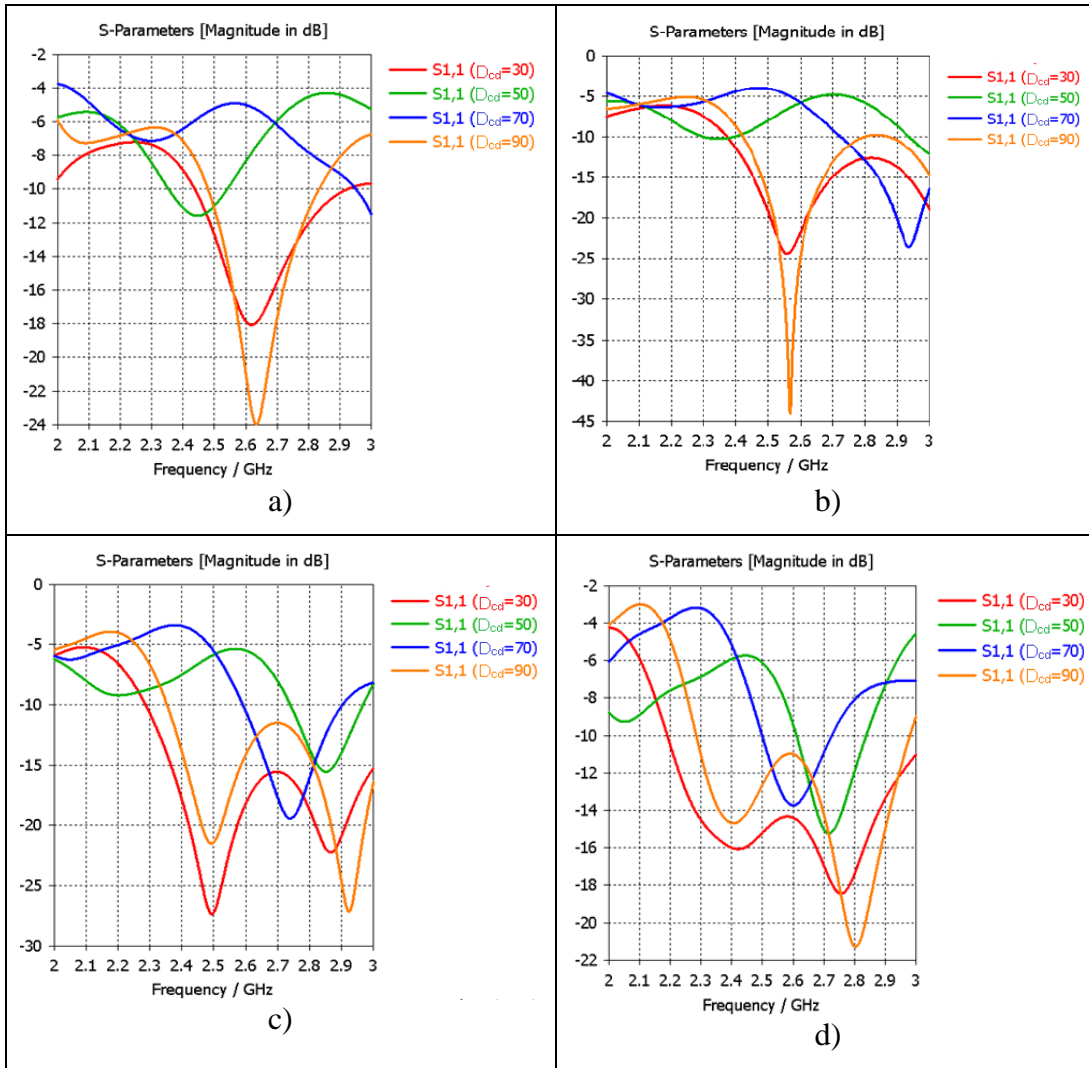 S-Parameters [Magnitude in dB]
-2
-4
-6
-8
-10
-12
-14
-16
-18
-20
-22
-24
2 2.1 2.2 2.3 2.4 2.5 2.6 2.7 2.8 2.9 3
Frequency / GHz
S1,1 (Dcd=30)
S1,1 (Dcd=50)
S1,1 (Dcd=70)
S1,1 (Dcd=90)
a)
S-Parameters [Magnitude in dB]
0
-5
-10
-15
-20
-25
-30
-35
-40
-45
2 2.1 2.2 2.3 2.4 2.5 2.6 2.7 2.8 2.9 3
Frequency / GHz
S1,1 (Dcd=30)
S1,1 (Dcd=50)
S1,1 (Dcd=70)
S1,1 (Dcd=90)
b)
S-Parameters [Magnitude in dB]
0
-5
-10
-15
-20
-25
-30
2 2.1 2.2 2.3 2.4 2.5 2.6 2.7 2.8 2.9 3
Frequency / GHz
S1,1 (Dcd=30)
S1,1 (Dcd=50)
S1,1 (Dcd=70)
S1,1 (Dcd=90)
c)
S-Parameters [Magnitude in dB]
-2
-4
-6
-8
-10
-12
-14
-16
-18
-20
-22
2 2.1 2.2 2.3 2.4 2.5 2.6 2.7 2.8 2.9 3
Frequency / GHz
S1,1 (Dcd=30)
S1,1 (Dcd=50)
S1,1 (Dcd=70)
S1,1 (Dcd=90)
d)